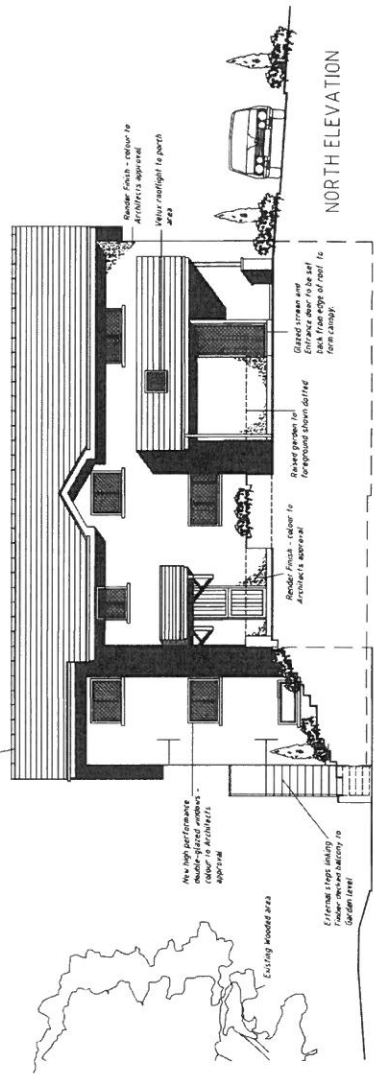 New high performance
double-glazed windows -
colour to Architects
approval
Existing Wooded area
External steps linking
Timber decked balcony to
Garden level
Render Finish - colour to
Architects approval
Raised garden to
foreground shown dotted
Glazed screen and
Entrance door to be set
back from edge of roof to
form canopy.
Render Finish - colour to
Architects approval
Velux rooflight to porch
area
NORTH ELEVATION